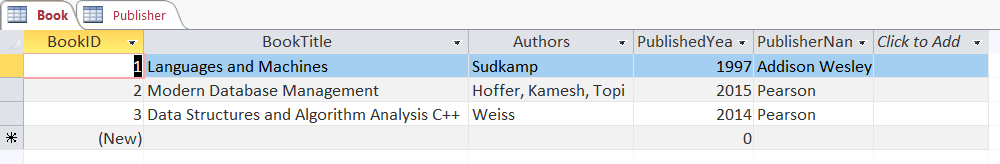 Book Publisher
BookID BookTitle Authors PublishedYea PublisherNan Click to Add
1 Languages and Machines Sudkamp 1997 Addison Wesley
2 Modern Database Management Hoffer, Kamesh, Topi 2015 Pearson
3 Data Structures and Algorithm Analysis C++ Weiss 2014 Pearson
(New) 0